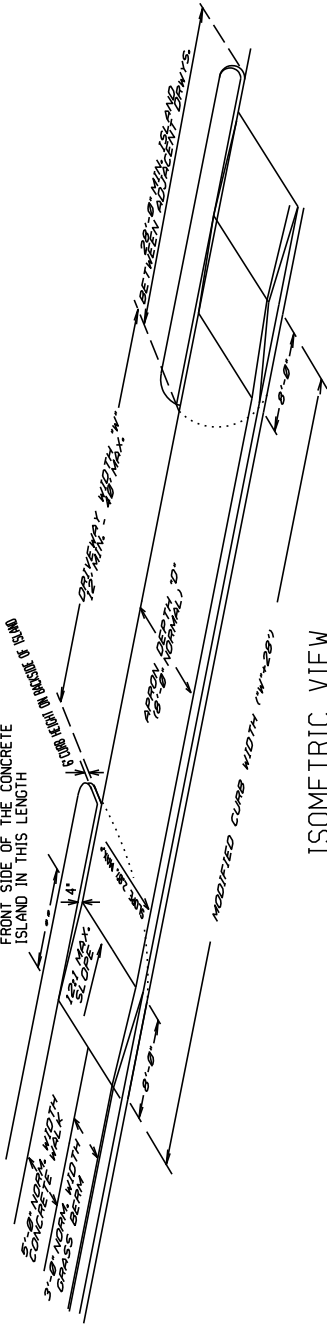 FRONT SIDE OF THE CONCRETE
ISLAND IN THIS LENGTH
6" CURB HEIGHT ON BACKSIDE OF ISLAND
5'-0" NORM. WIDTH
CONCRETE WALK
3'-0" NORM. WIDTH
GRASS BERM
12:1 MAX.
SLOPE
4"
**
DRIVEWAY WIDTH "W"
12' MIN. - 40' MAX.
28'-0" MIN. ISLAND
BETWEEN ADJACENT DRWYS.
APRON DEPTH "D"
(8'-0" NORMAL)
8'-0"
8'-0"
MODIFIED CURB WIDTH ("W"+28')
ISOMETRIC VIEW